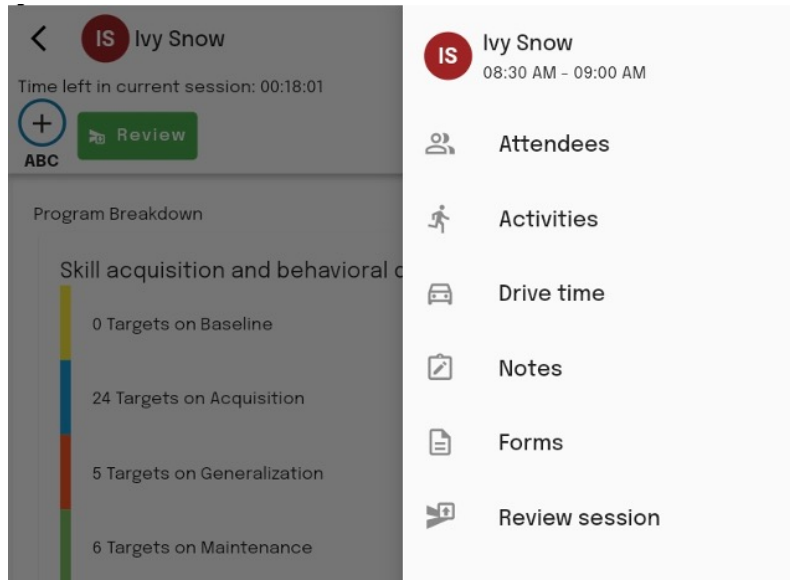 IS Ivy Snow
Time left in current session: 00:18:01
Review
ABC
Program Breakdown
Skill acquisition and behavioral
0 Targets on Baseline
24 Targets on Acquisition
5 Targets on Generalization
6 Targets on Maintenance
IS Ivy Snow
08:30 AM - 09:00 AM
Attendees
Activities
Drive time
Notes
Forms
Review session